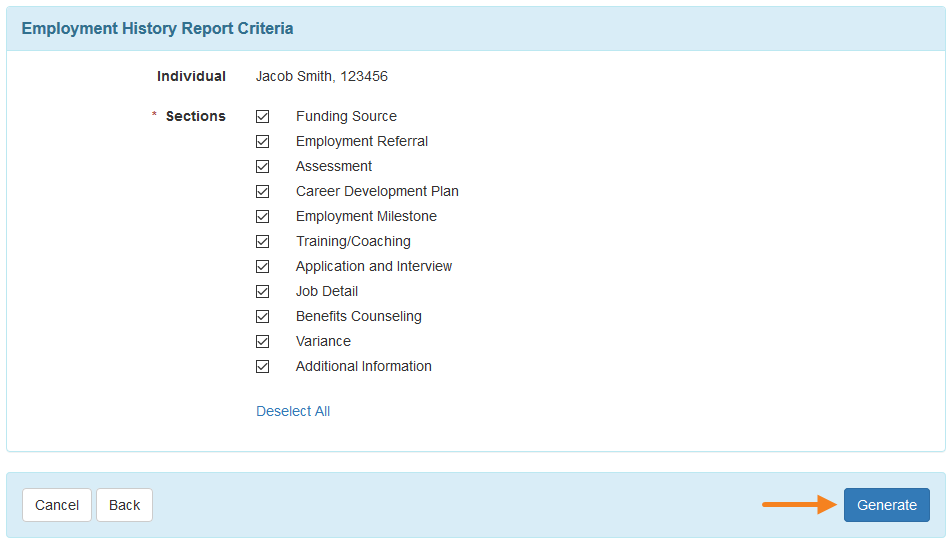 Employment History Report Criteria
Individual Jacob Smith, 123456
* Sections Funding Source
Employment Referral
Assessment
Career Development Plan
Employment Milestone
Training/Coaching
Application and Interview
Job Detail
Benefits Counseling
Variance
Additional Information
Deselect All
Cancel Back Generate